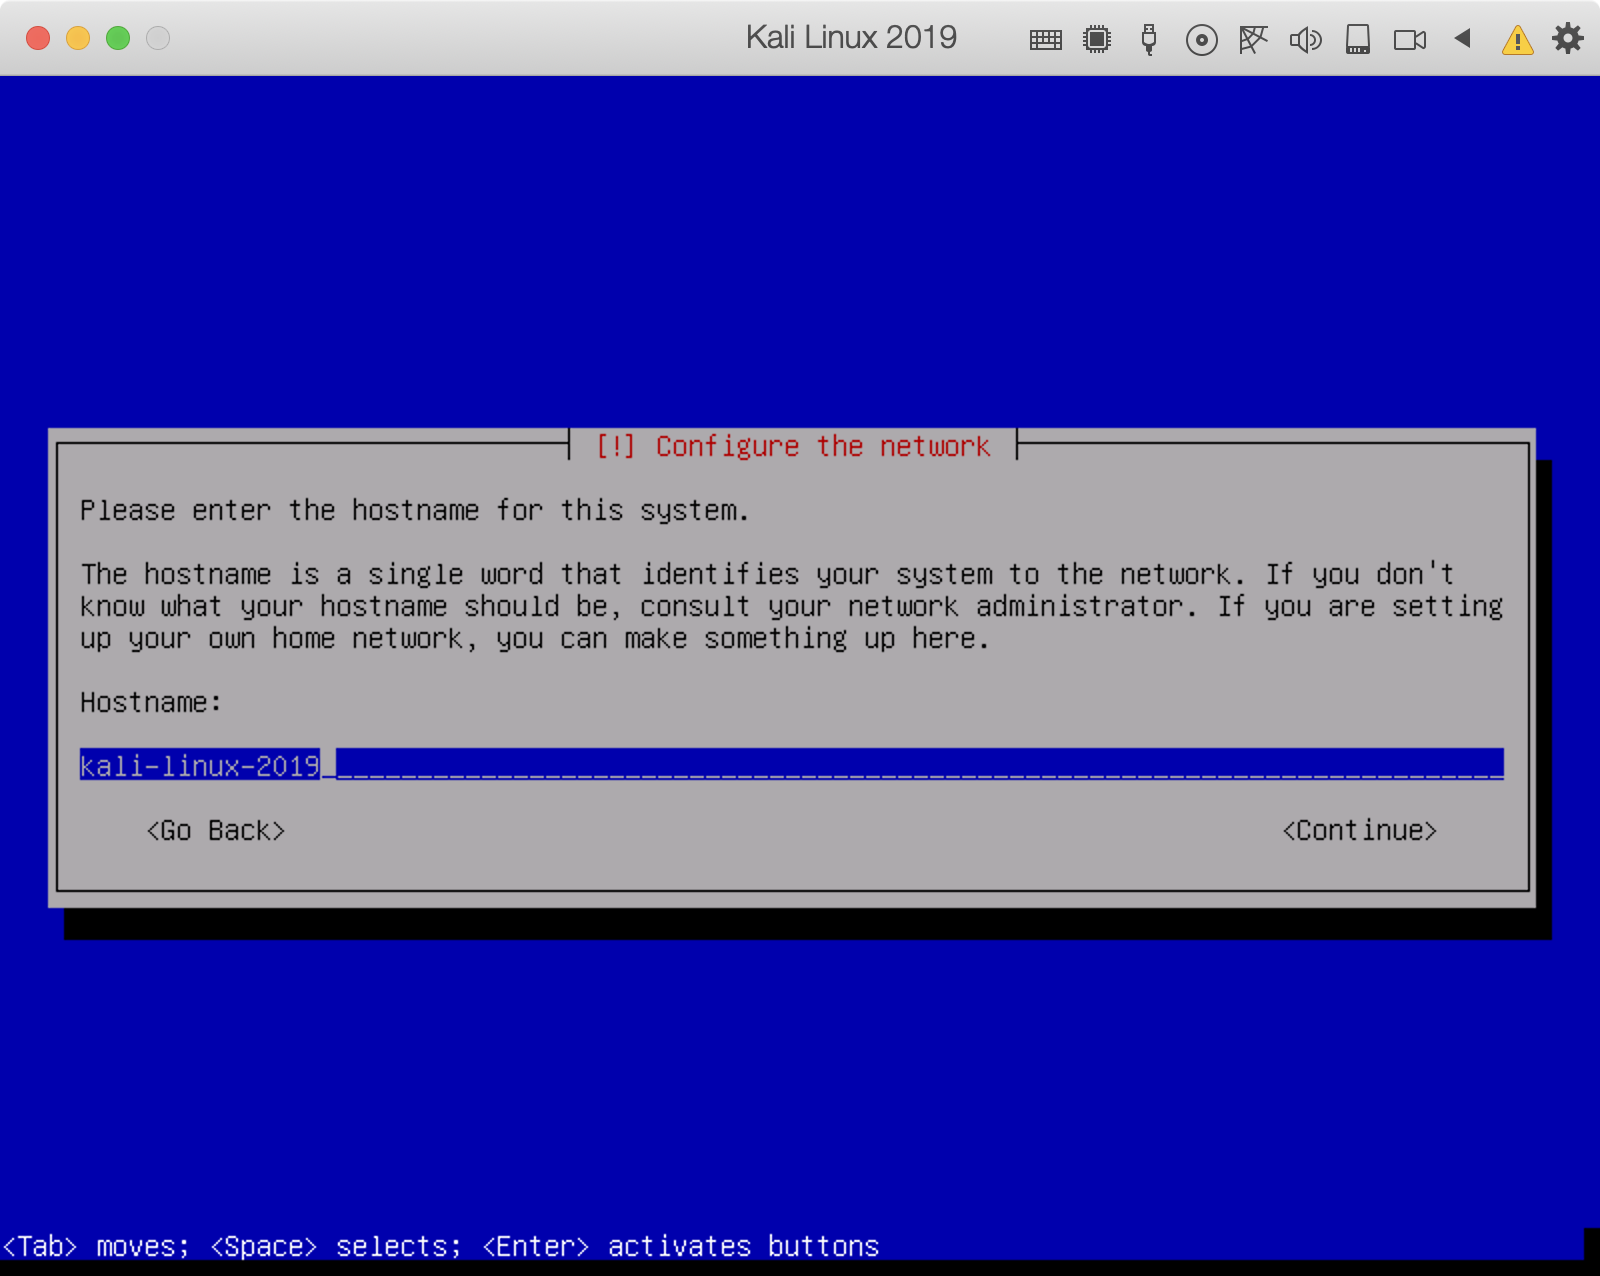 Kali Linux 2019
[!] Configure the network
Please enter the hostname for this system.
The hostname is a single word that identifies your system to the network. If you don't
know what your hostname should be, consult your network administrator. If you are setting
up your own home network, you can make something up here.
Hostname:
kali-linux-2019
<Go Back> <Continue>
<Tab> moves; <Space> selects; <Enter> activates buttons